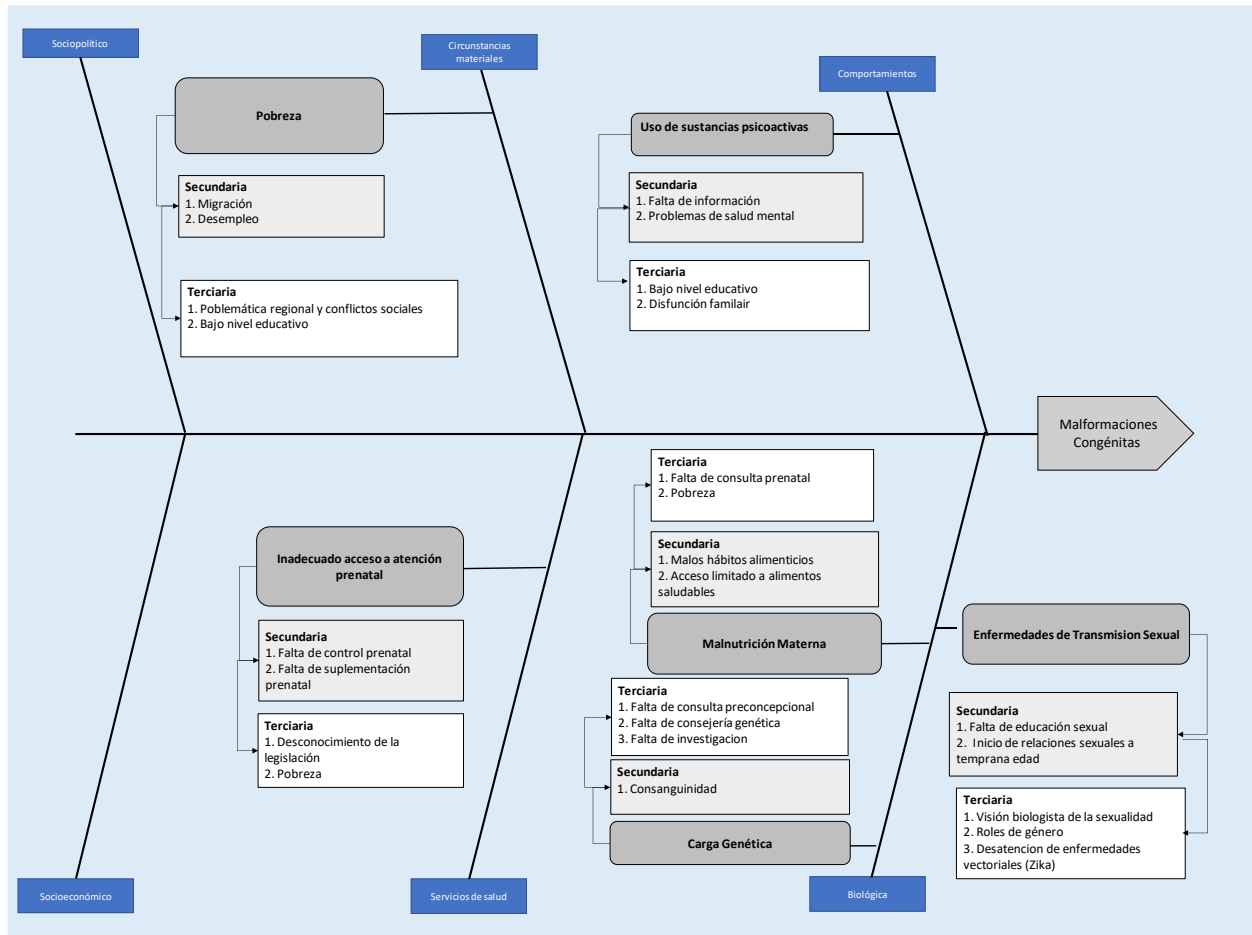 Sociopolítico
Circunstancias
materiales
Comportamientos
Pobreza
Secundaria
1. Migración
2. Desempleo
Terciaria
1. Poblemática regional y conflictos sociales
2. Bajo nivel educativo
Uso de sustancias psicoactivas
Secundaria
1. Falta de información
2. Problemas de salud mental
Terciaria
1. Bajo nivel educativo
2. Disfunción familair
Malformaciones
Congénitas
Inadecuado acceso a atención
prenatal
Secundaria
1. Falta de control prenatal
2. Falta de suplementación
prenatal
Terciaria
1. Desconocimiento de la
legislación
2. Pobreza
Terciaria
1. Falta de consulta prenatal
2. Pobreza
Secundaria
1. Malos hábitos alimenticios
2. Acceso limitado a alimentos
saludables
Malnutrición Materna
Terciaria
1. Falta de consulta preconcepcional
2. Falta de consejería genética
3. Falta de investigacion
Secundaria
1. Consanguinidad
Carga Genética
Enfermedades de Transmision Sexual
Secundaria
1. Falta de educación sexual
2. Inicio de relaciones sexuales a
temprana edad
Terciaria
1. Visión biologista de la sexualidad
2. Roles de género
3. Desatencion de enfermedades
vectoriales (Zika)
Socioeconómico
Servicios de salud
Biológica